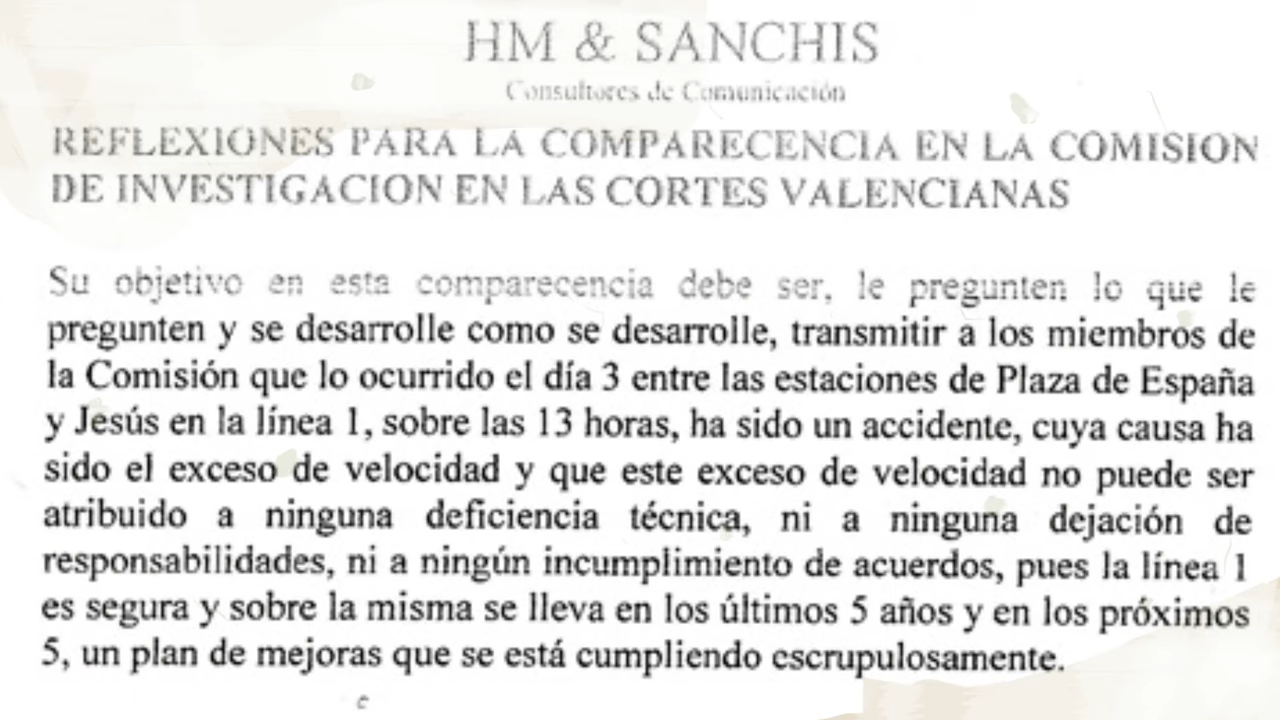 HM & SANCHIS
Consultores de Comunicación
REFLEXIONES PARA LA COMPARECENCIA EN LA COMISION
DE INVESTIGACION EN LAS CORTES VALENCIANAS
Su objetivo en esta comparecencia debe ser, le pregunten lo que le
pregunten y se desarrolle como se desarrolle, transmitir a los miembros de
la Comisión que lo ocurrido el día 3 entre las estaciones de Plaza de España
y Jesús en la línea 1, sobre las 13 horas, ha sido un accidente, cuya causa ha
sido el exceso de velocidad y que este exceso de velocidad no puede ser
atribuido a ninguna deficiencia técnica, ni a ninguna dejación de
responsabilidades, ni a ningún incumplimiento de acuerdos, pues la línea 1
es segura y sobre la misma se lleva en los últimos 5 años y en los próximos
5, un plan de mejoras que se está cumpliendo escrupulosamente.